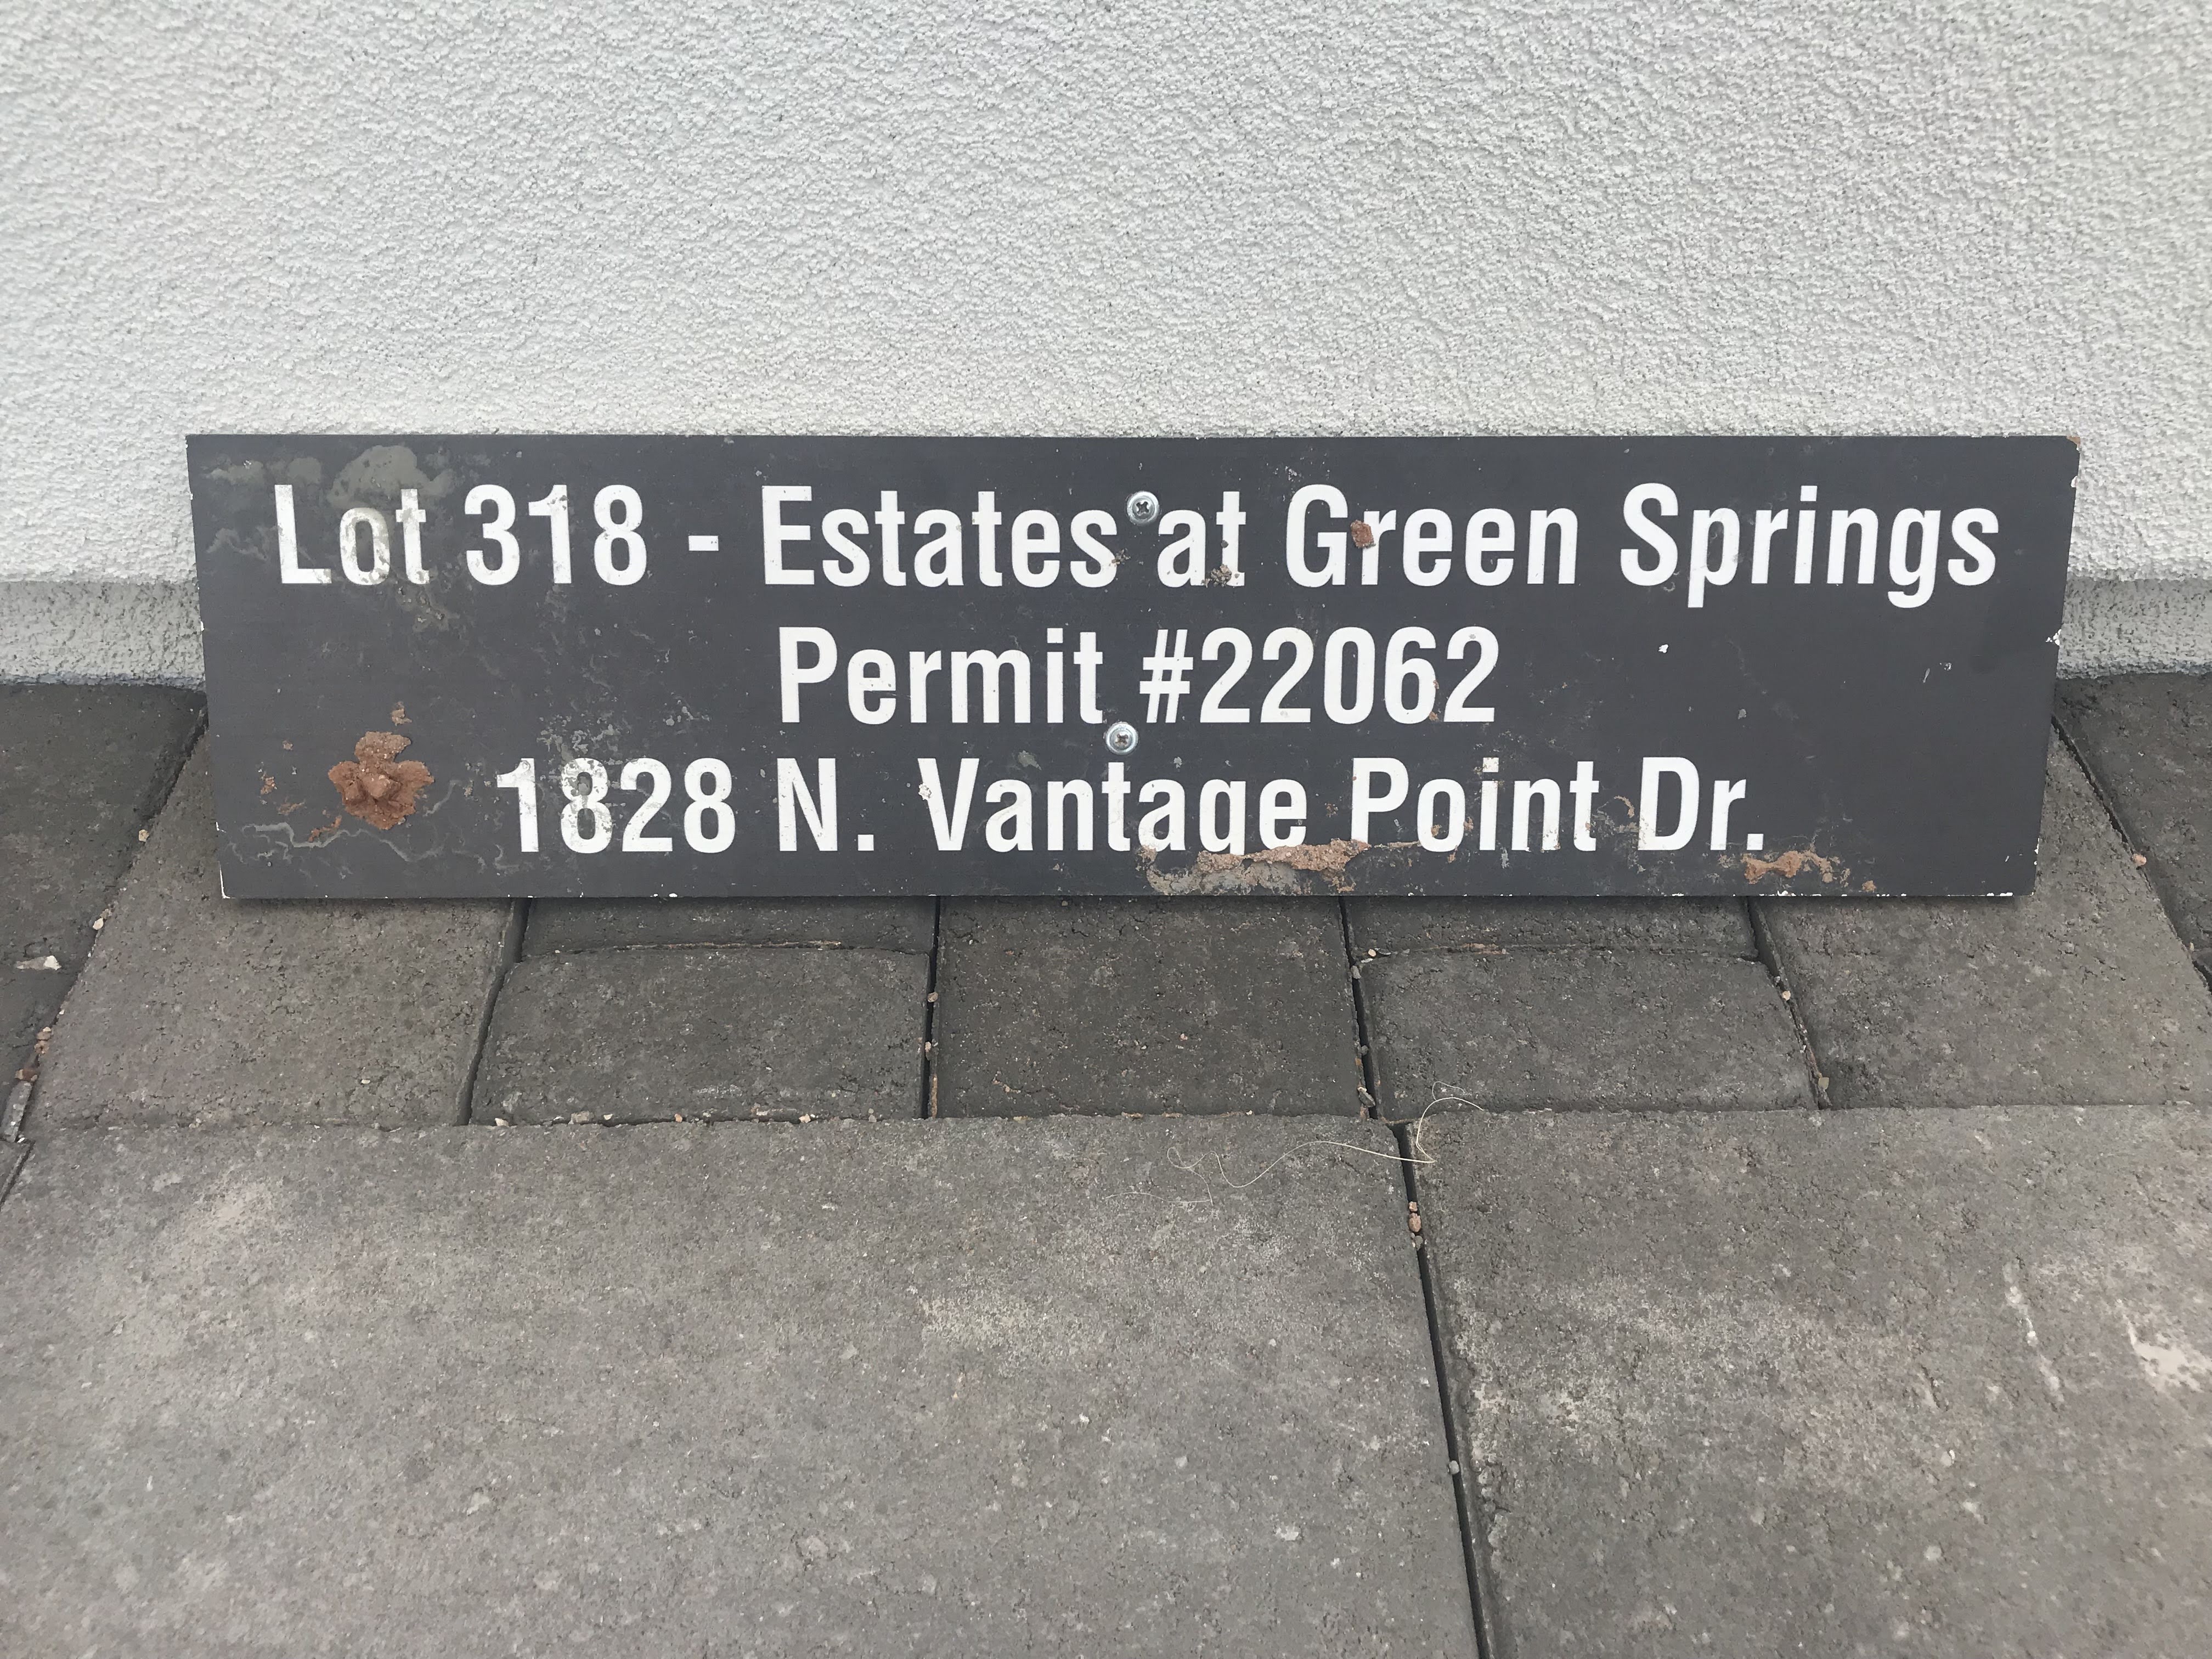 Lot 318 - Estates at Green Springs
Permit #22062
1828 N. Vantage Point Dr.